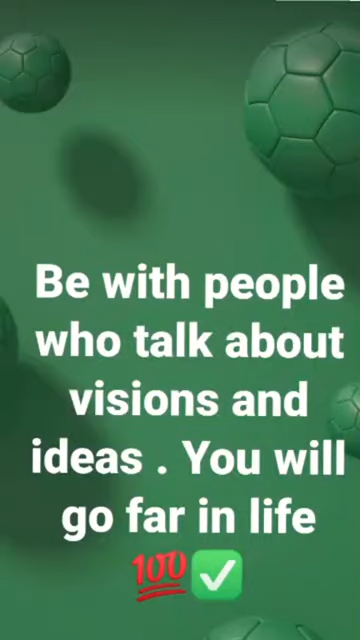 Be with people
who talk about
visions and
ideas . You will
go far in life
💯✅